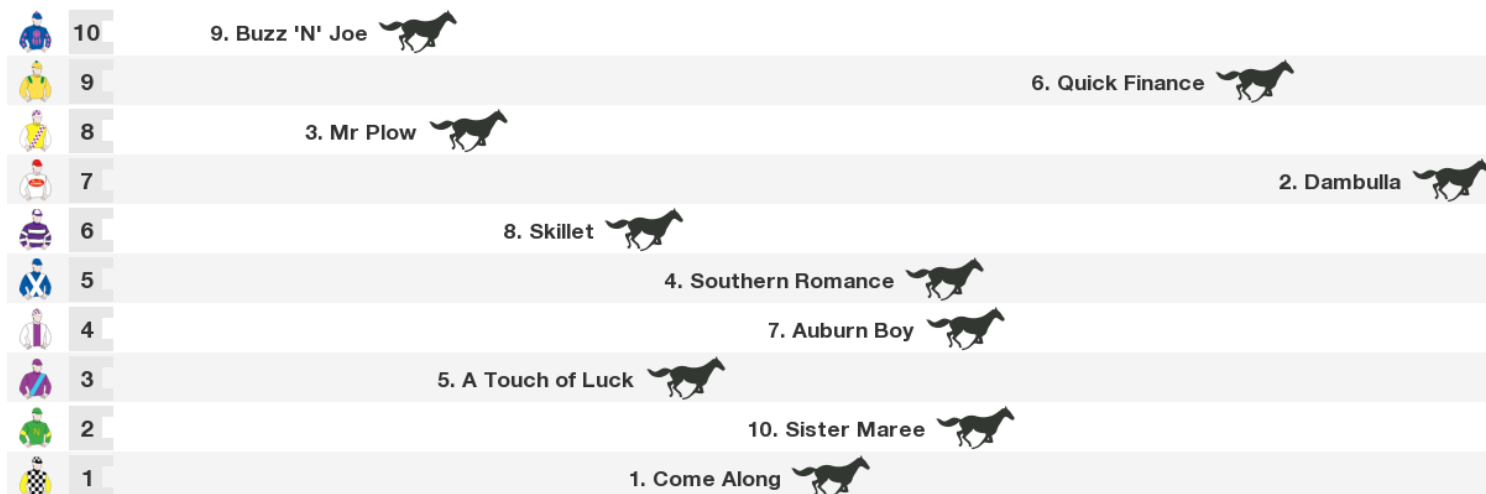 10 9. Buzz 'N' Joe
9 6. Quick Finance
8 3. Mr Plow
7 2. Dambulla
6 8. Skillet
5 4. Southern Romance
4 7. Auburn Boy
3 5. A Touch of Luck
2 10. Sister Maree
1 1. Come Along